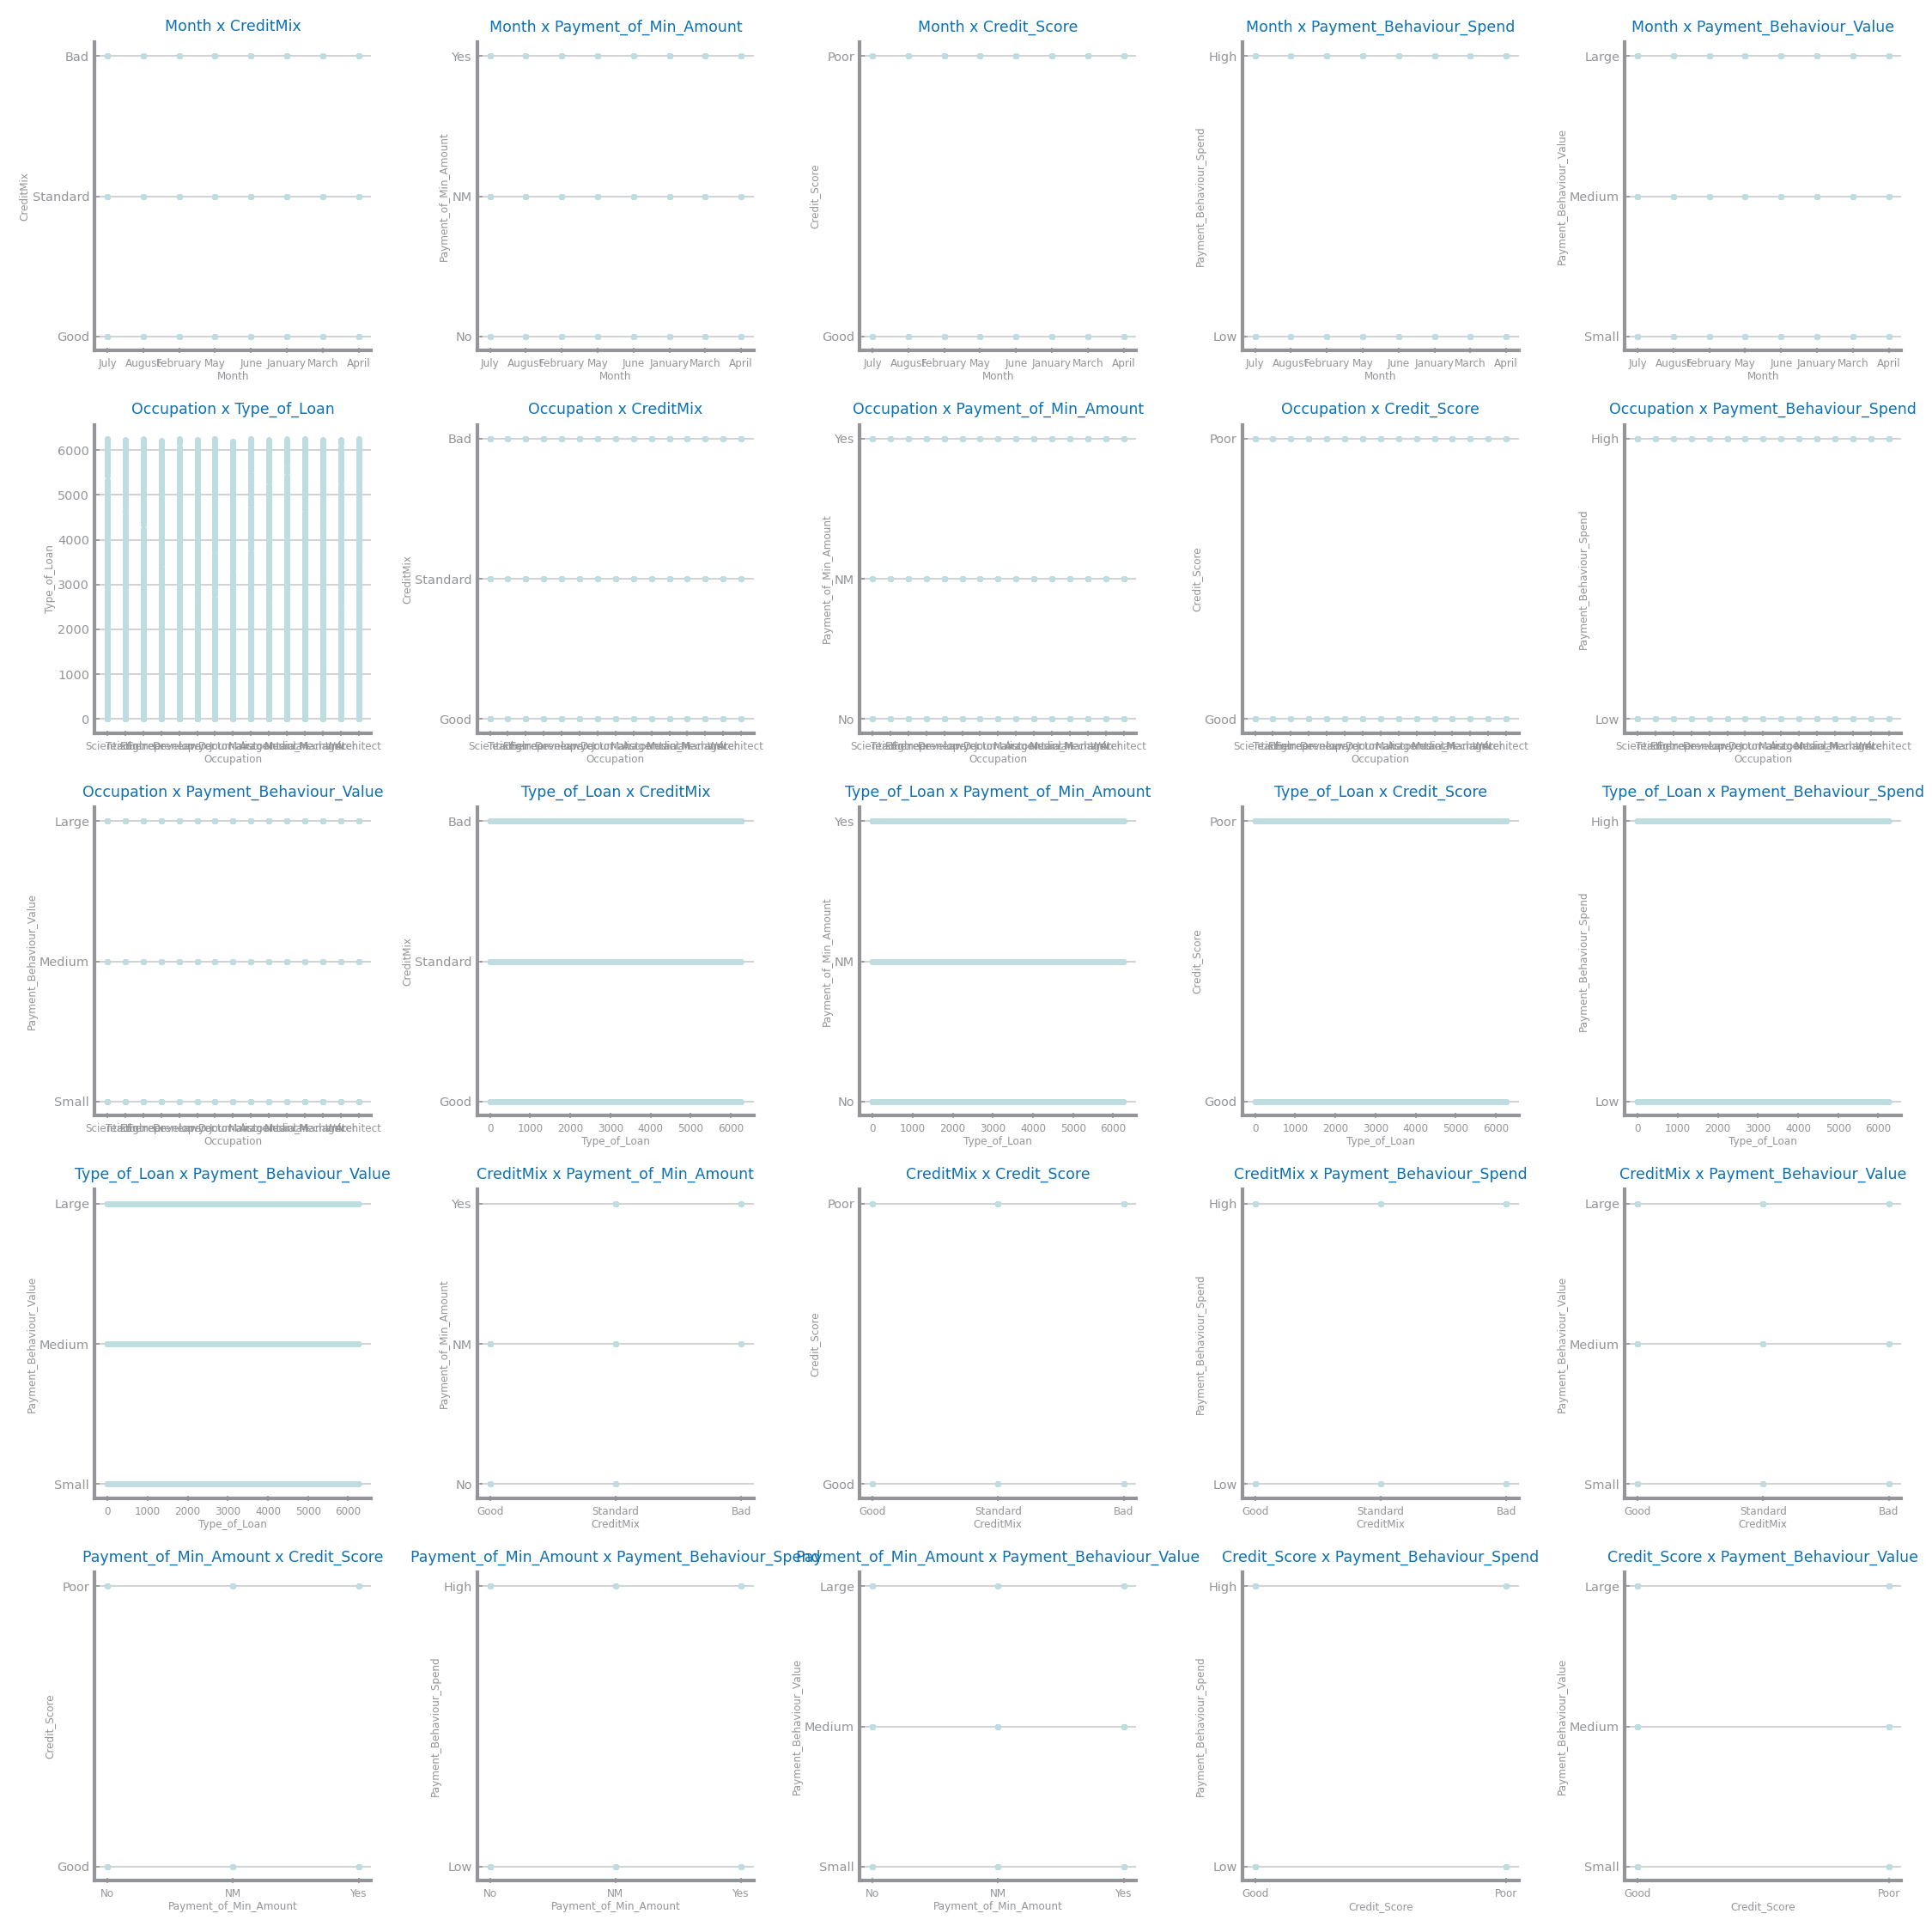 Month x CreditMix
Bad
Standard
Good
CreditMix
July August February May June January March April
Month
Month x Payment_of_Min_Amount
Yes
NM
No
Payment_of_Min_Amount
July August February May June January March April
Month
Month x Credit_Score
Poor
Good
Credit_Score
July August February May June January March April
Month
Month x Payment_Behaviour_Spend
High
Low
Payment_Behaviour_Spend
July August February May June January March April
Month
Month x Payment_Behaviour_Value
Large
Medium
Small
Payment_Behaviour_Value
July August February May June January March April
Month
Occupation x Type_of_Loan
6000
5000
4000
3000
2000
1000
0
Type_of_Loan
Architect
Occupation
Occupation x CreditMix
Bad
Standard
Good
CreditMix
Architect
Occupation
Occupation x Payment_of_Min_Amount
Yes
NM
No
Payment_of_Min_Amount
Architect
Occupation
Occupation x Credit_Score
Poor
Good
Credit_Score
Architect
Occupation
Occupation x Payment_Behaviour_Spend
High
Low
Payment_Behaviour_Spend
Architect
Occupation
Occupation x Payment_Behaviour_Value
Large
Medium
Small
Payment_Behaviour_Value
Architect
Occupation
Type_of_Loan x CreditMix
Bad
Standard
Good
CreditMix
0 1000 2000 3000 4000 5000 6000
Type_of_Loan
Type_of_Loan x Payment_of_Min_Amount
Yes
NM
No
Payment_of_Min_Amount
0 1000 2000 3000 4000 5000 6000
Type_of_Loan
Type_of_Loan x Credit_Score
Poor
Good
Credit_Score
0 1000 2000 3000 4000 5000 6000
Type_of_Loan
Type_of_Loan x Payment_Behaviour_Spend
High
Low
Payment_Behaviour_Spend
0 1000 2000 3000 4000 5000 6000
Type_of_Loan
Type_of_Loan x Payment_Behaviour_Value
Large
Medium
Small
Payment_Behaviour_Value
0 1000 2000 3000 4000 5000 6000
Type_of_Loan
CreditMix x Payment_of_Min_Amount
Yes
NM
No
Payment_of_Min_Amount
Good Standard Bad
CreditMix
CreditMix x Credit_Score
Poor
Good
Credit_Score
Good Standard Bad
CreditMix
CreditMix x Payment_Behaviour_Spend
High
Low
Payment_Behaviour_Spend
Good Standard Bad
CreditMix
CreditMix x Payment_Behaviour_Value
Large
Medium
Small
Payment_Behaviour_Value
Good Standard Bad
CreditMix
Payment_of_Min_Amount x Credit_Score
Poor
Good
Credit_Score
No NM Yes
Payment_of_Min_Amount
Payment_of_Min_Amount x Payment_Behaviour_Spend
High
Low
Payment_Behaviour_Spend
No NM Yes
Payment_of_Min_Amount
Payment_of_Min_Amount x Payment_Behaviour_Value
Large
Medium
Small
Payment_Behaviour_Value
No NM Yes
Payment_of_Min_Amount
Credit_Score x Payment_Behaviour_Spend
High
Low
Payment_Behaviour_Spend
Good Poor
Credit_Score
Credit_Score x Payment_Behaviour_Value
Large
Medium
Small
Payment_Behaviour_Value
Good Poor
Credit_Score